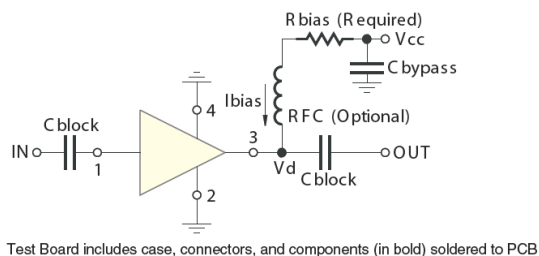 R bias (Required)
Vcc
C bypass
Ibias
RFC (Optional)
4
3
C block
IN
1
Vd
C block
OUT
2
Test Board includes case, connectors, and components (in bold) soldered to PCB